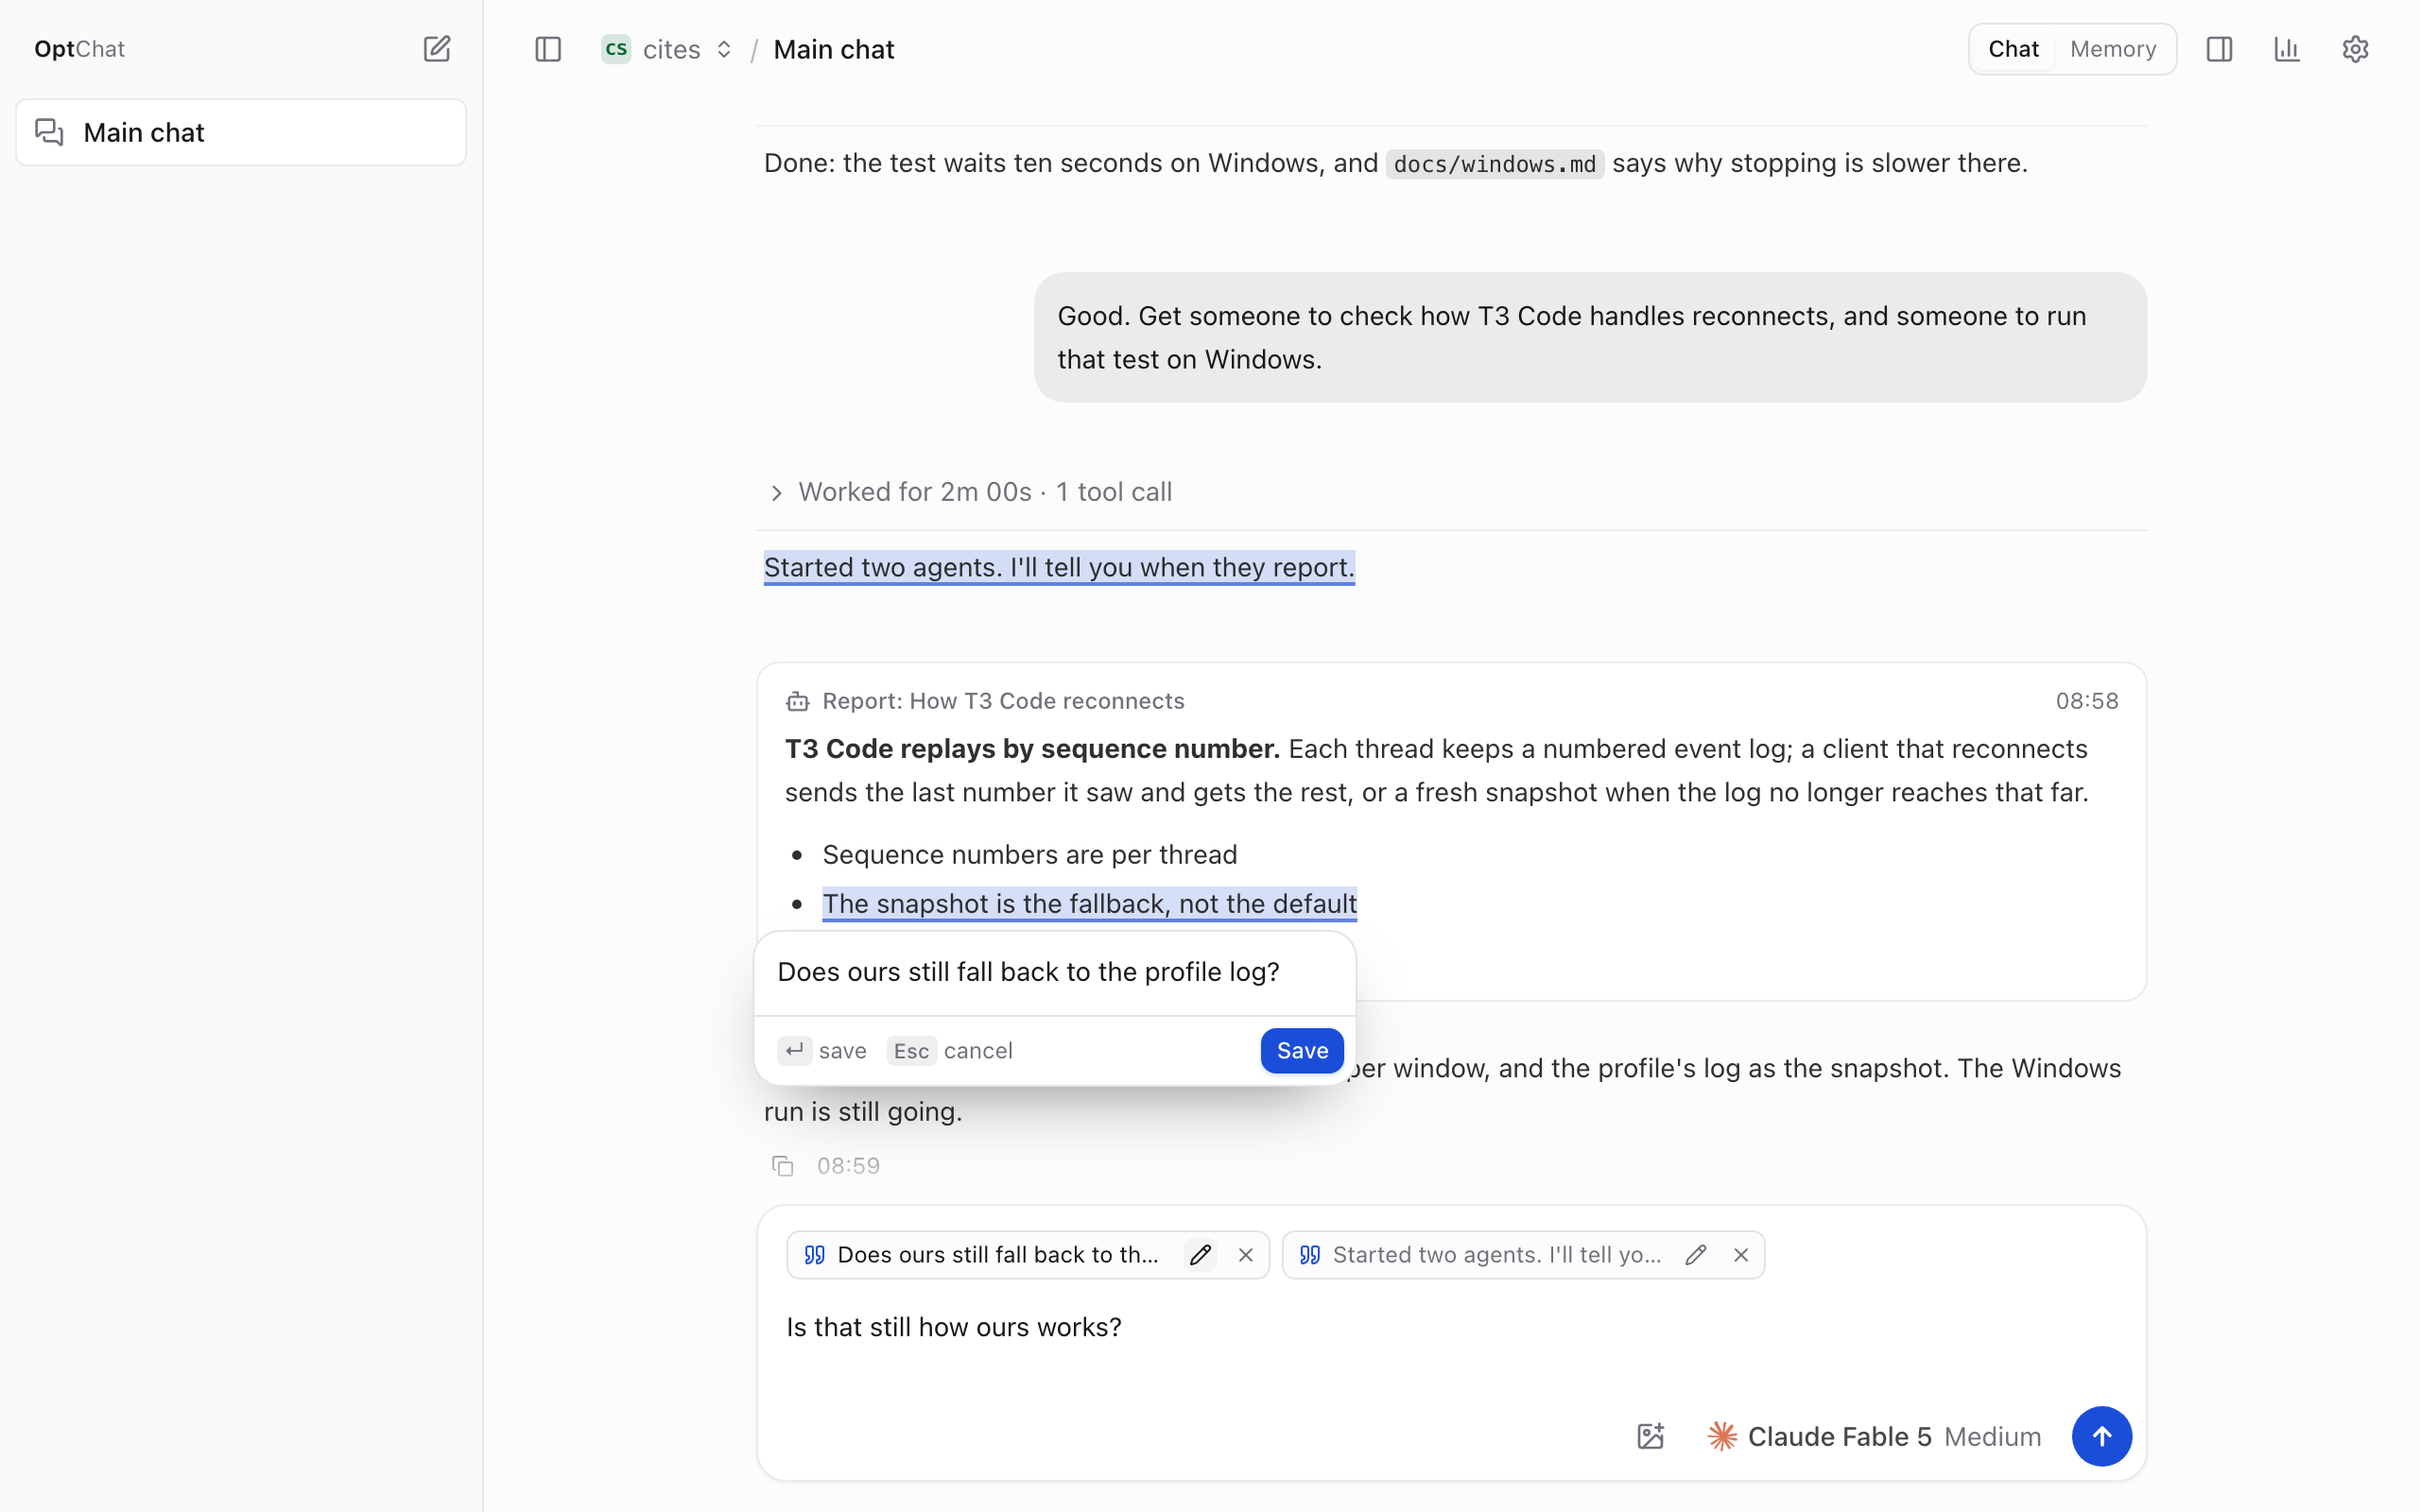 OptChat
Main chat
CS cites / Main chat
Chat Memory
Done: the test waits ten seconds on Windows, and docs/windows.md says why stopping is slower there.
Good. Get someone to check how T3 Code handles reconnects, and someone to run
that test on Windows.
Worked for 2m 00s · 1 tool call
Started two agents. I'll tell you when they report.
Report: How T3 Code reconnects 08:58
T3 Code replays by sequence number. Each thread keeps a numbered event log; a client that reconnects
sends the last number it saw and gets the rest, or a fresh snapshot when the log no longer reaches that far.
• Sequence numbers are per thread
• The snapshot is the fallback, not the default
Does ours still fall back to the profile log?
↵ save Esc cancel Save
per window, and the profile's log as the snapshot. The Windows
run is still going.
08:59
Does ours still fall back to th... Started two agents. I'll tell yo...
Is that still how ours works?
Claude Fable 5 Medium